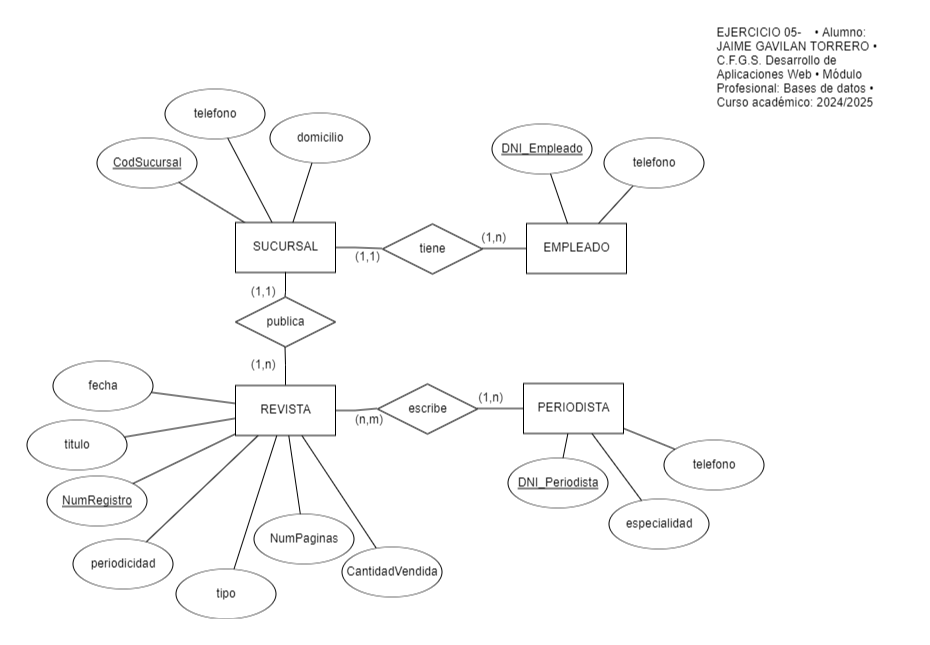 EJERCICIO 05- • Alumno:
JAIME GAVILAN TORRERO •
C.F.G.S. Desarrollo de
Aplicaciones Web • Módulo
Profesional: Bases de datos •
Curso académico: 2024/2025
telefono
domicilio
CodSucursal
DNI_Empleado
telefono
SUCURSAL
(1,1)
tiene
(1,n)
EMPLEADO
(1,1)
publica
(1,n)
fecha
REVISTA
(n,m)
escribe
(1,n)
PERIODISTA
titulo
NumRegistro
periodicidad
tipo
NumPaginas
CantidadVendida
DNI_Periodista
especialidad
telefono